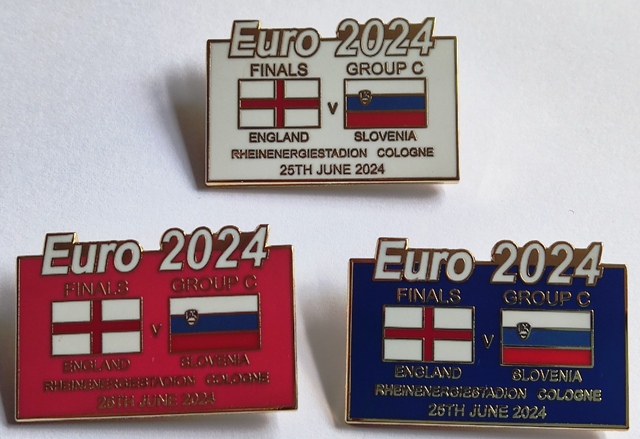 Euro 2024
FINALS GROUP C
v
ENGLAND SLOVENIA
RHEINENERGIESTADION COLOGNE
25TH JUNE 2024
Euro 2024
FINALS GROUP C
v
ENGLAND SLOVENIA
RHEINENERGIESTADION COLOGNE
25TH JUNE 2024
Euro 2024
FINALS GROUP C
v
ENGLAND SLOVENIA
RHEINENERGIESTADION COLOGNE
25TH JUNE 2024